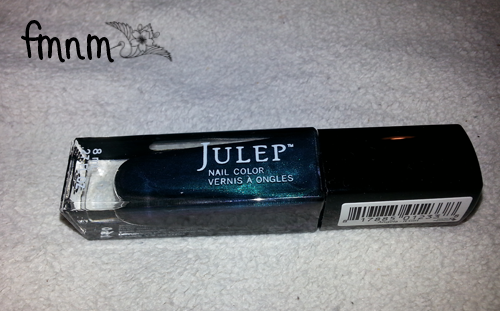 fmnm
JULEP™
NAIL COLOR
VERNIS A ONGLES